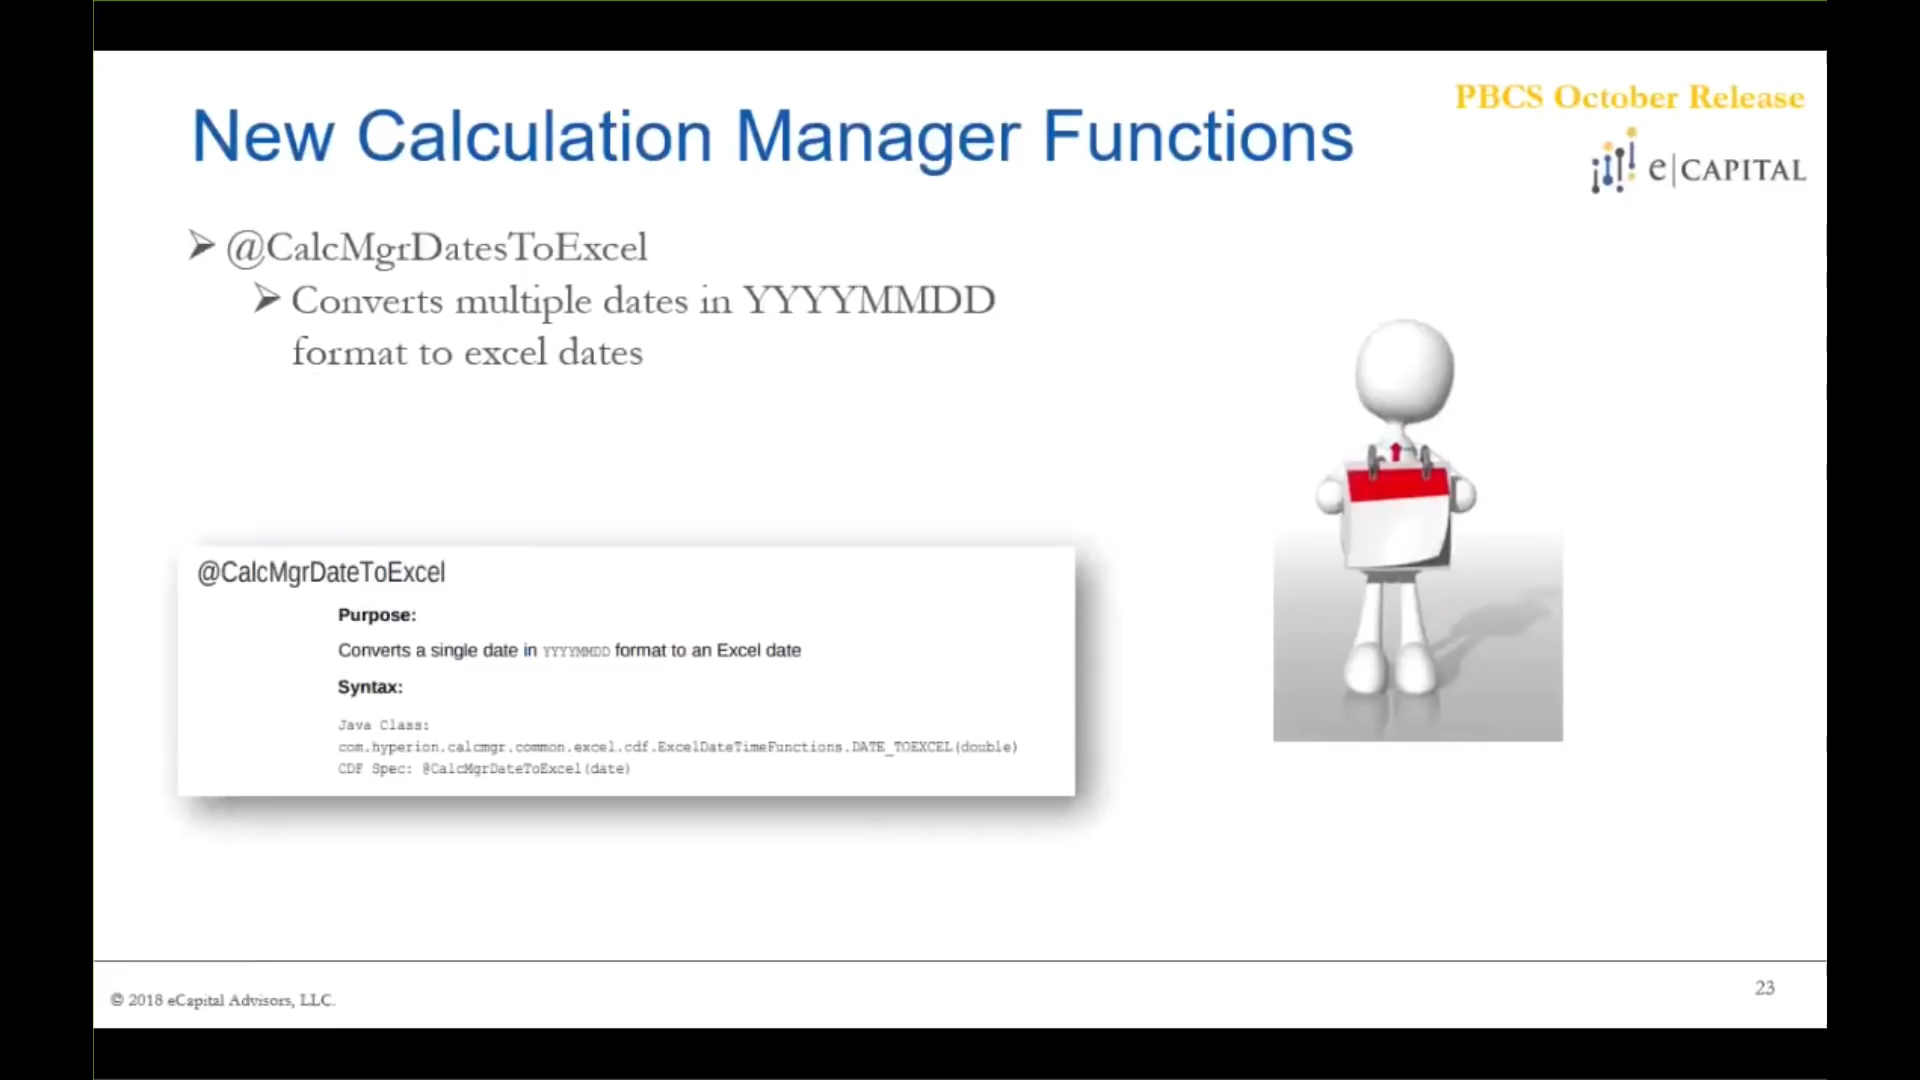 PBCS October Release
New Calculation Manager Functions
e|CAPITAL
@CalcMgrDatesToExcel
Converts multiple dates in YYYYMMDD
format to excel dates
@CalcMgrDateToExcel
Purpose:
Converts a single date in YYYYMMDD format to an Excel date
Syntax:
Java Class:
com.hyperion.calcmgr.common.excel.cdf.ExcelDateTimeFunctions.DATE_TOEXCEL(double)
CDF Spec: @CalcMgrDateToExcel(date)
© 2018 eCapital Advisors, LLC.
23